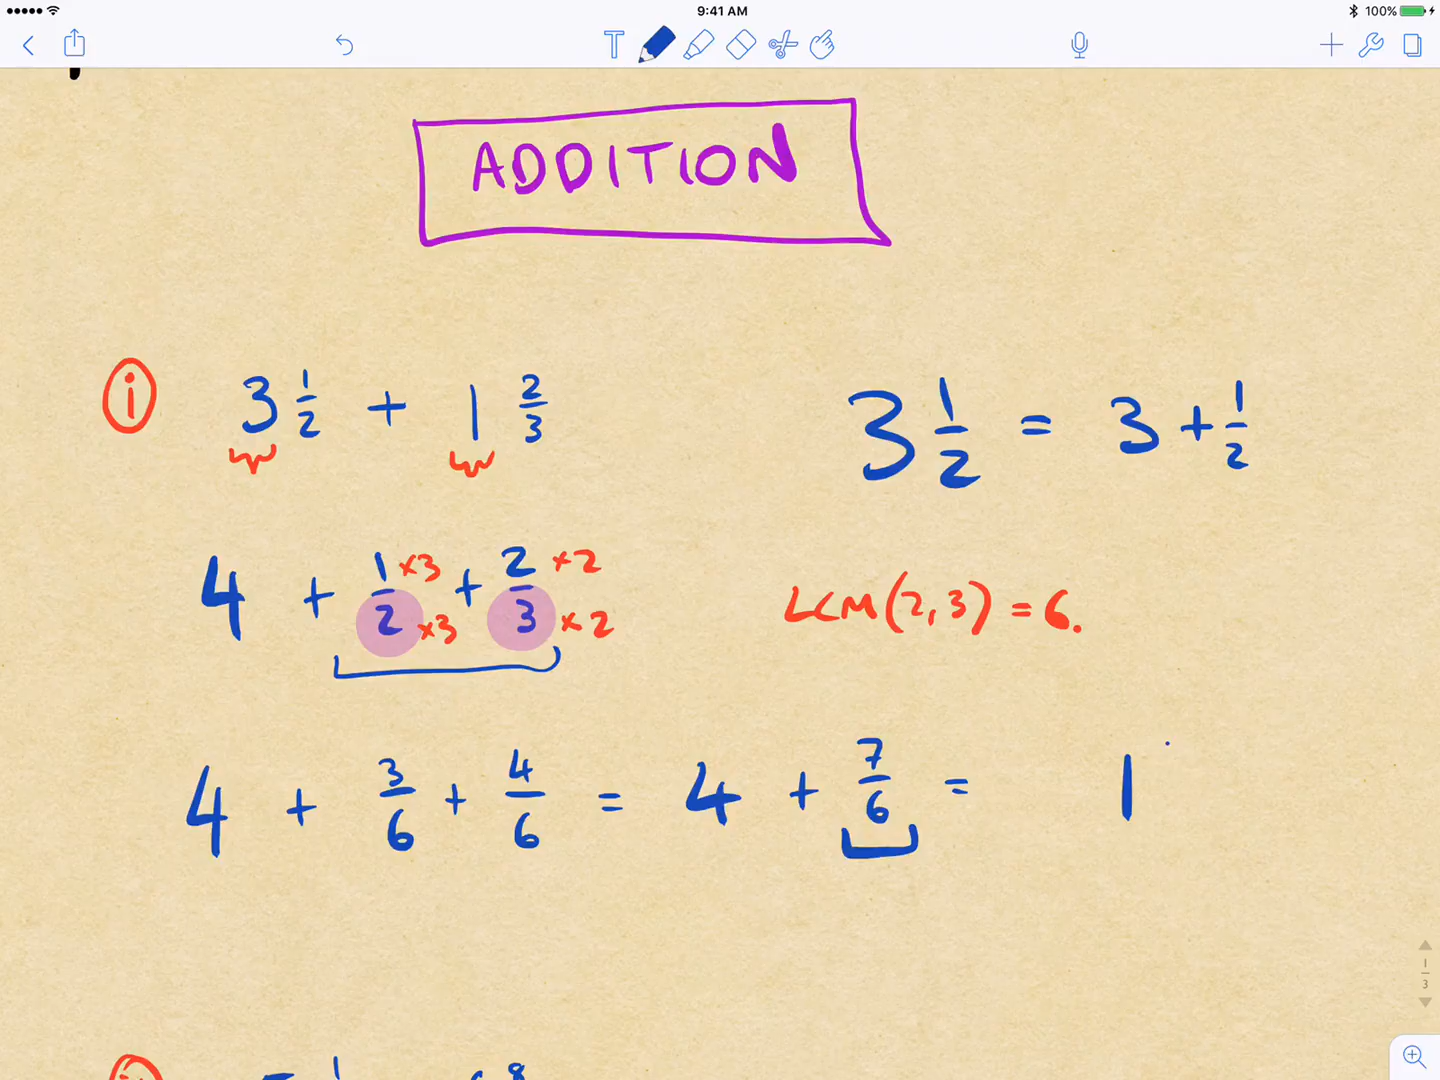 9:41 AM
100%
T
ADDITION
i 3 1/2 + 1 2/3
3 1/2 = 3 + 1/2
4 + 1/2 ×3 ×3 + 2/3 ×2 ×2
LCM(2,3) = 6.
4 + 3/6 + 4/6 = 4 + 7/6 = 1
1
3